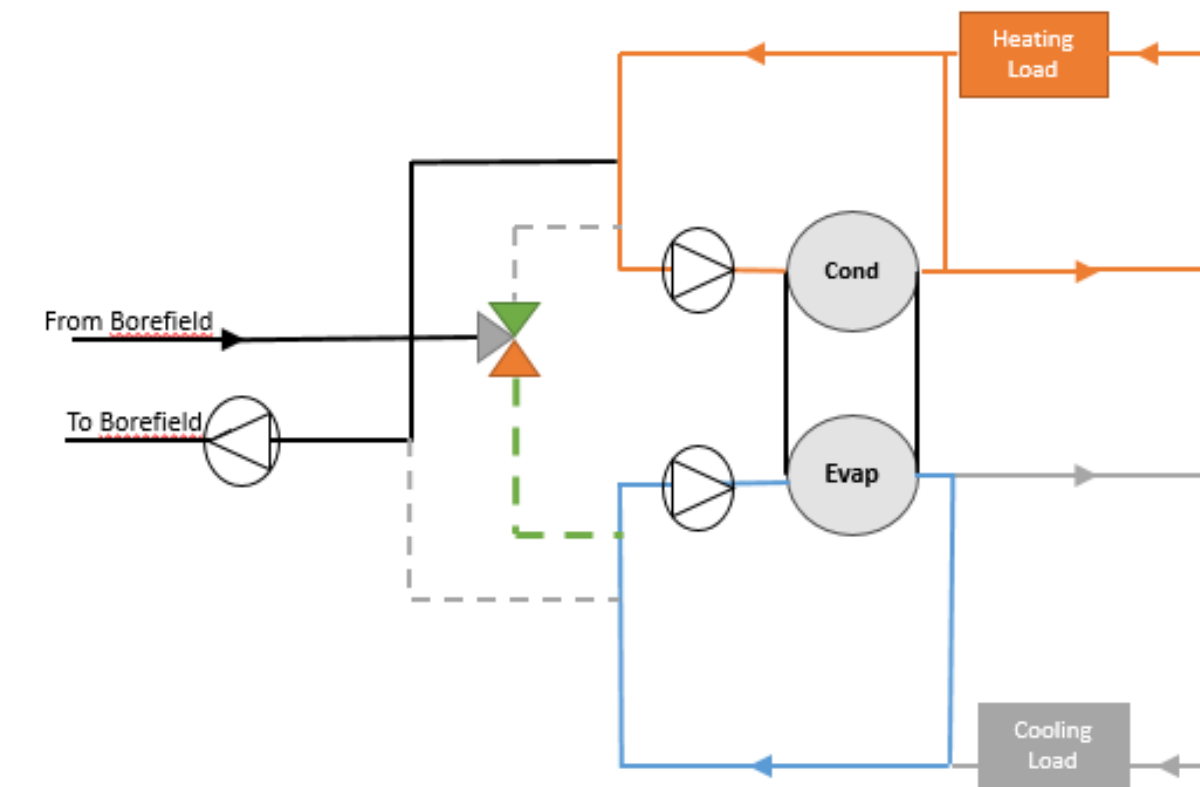 Heating
Load
Cond
From Borefield
To Borefield
Evap
Cooling
Load